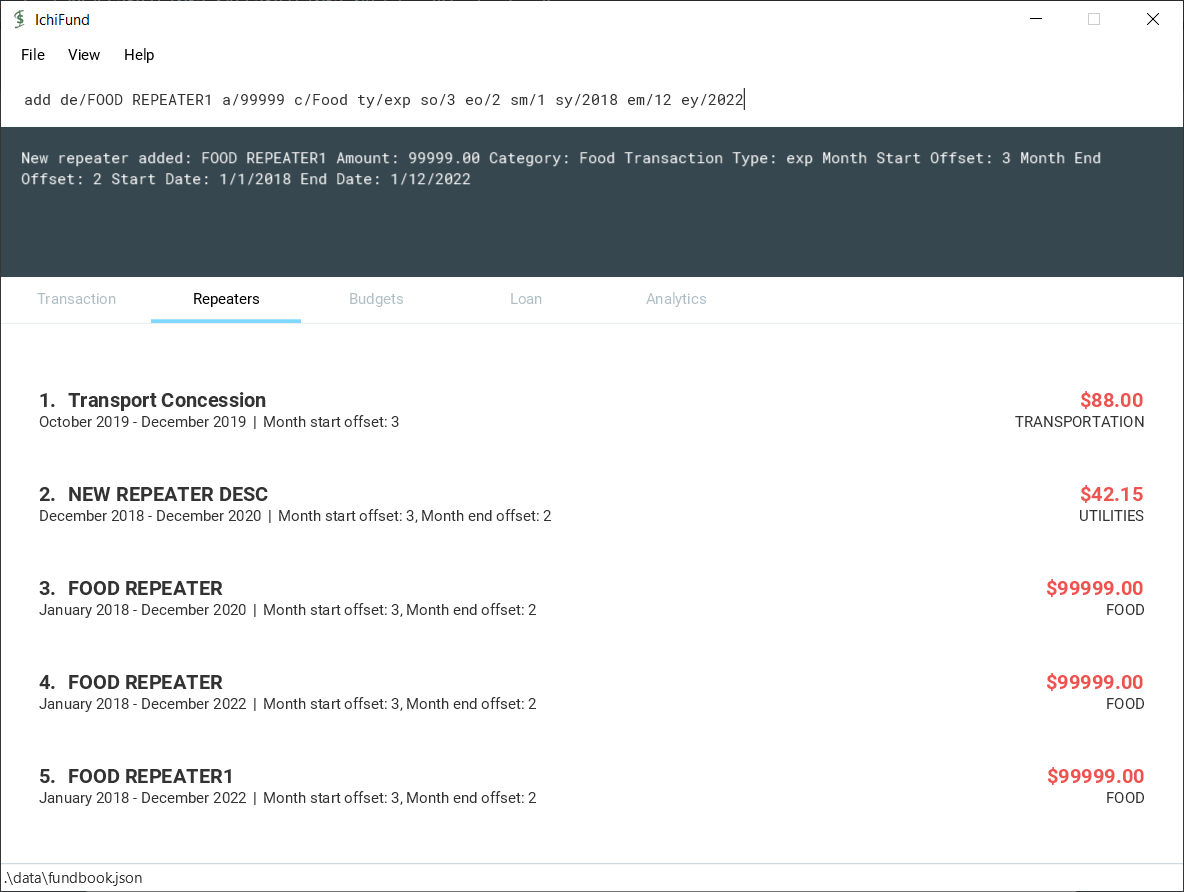 IchiFund
File View Help
add de/FOOD REPEATER1 a/99999 c/Food ty/exp so/3 eo/2 sm/1 sy/2018 em/12 ey/2022
New repeater added: FOOD REPEATER1 Amount: 99999.00 Category: Food Transaction Type: exp Month Start Offset: 3 Month End
Offset: 2 Start Date: 1/1/2018 End Date: 1/12/2022
Transaction Repeaters Budgets Loan Analytics
1. Transport Concession $88.00
October 2019 - December 2019 | Month start offset: 3 TRANSPORTATION
2. NEW REPEATER DESC $42.15
December 2018 - December 2020 | Month start offset: 3, Month end offset: 2 UTILITIES
3. FOOD REPEATER $99999.00
January 2018 - December 2020 | Month start offset: 3, Month end offset: 2 FOOD
4. FOOD REPEATER $99999.00
January 2018 - December 2022 | Month start offset: 3, Month end offset: 2 FOOD
5. FOOD REPEATER1 $99999.00
January 2018 - December 2022 | Month start offset: 3, Month end offset: 2 FOOD
.\data\fundbook.json